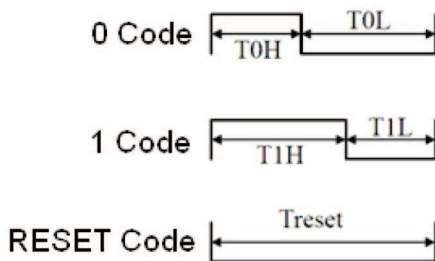 0 Code T0H T0L
1 Code T1H T1L
RESET Code Treset